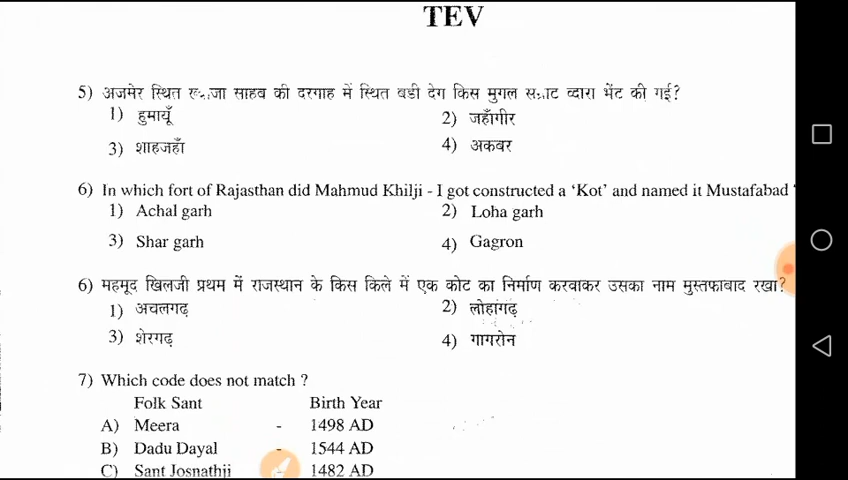 TEV
5) अजमेर स्थित साहब की दरगाह में स्थित बडी देग किस मुगल द्वारा भेंट की गई?
1) हुमायूँ 2) जहाँगीर
3) शाहजहाँ 4) अकबर
6) In which fort of Rajasthan did Mahmud Khilji - I got constructed a ‘Kot’ and named it Mustafabad
1) Achal garh 2) Loha garh
3) Shar garh 4) Gagron
6) महमूद खिलजी प्रथम में राजस्थान के किस किले में एक कोट का निर्माण करवाकर उसका नाम मुस्तफाबाद रखा?
1) अचलगढ़ 2) लोहांगढ़
3) शेरगढ़ 4) गागरोन
7) Which code does not match ?
Folk Sant Birth Year
A) Meera - 1498 AD
B) Dadu Dayal - 1544 AD
C) Sant Josnathji - 1482 AD